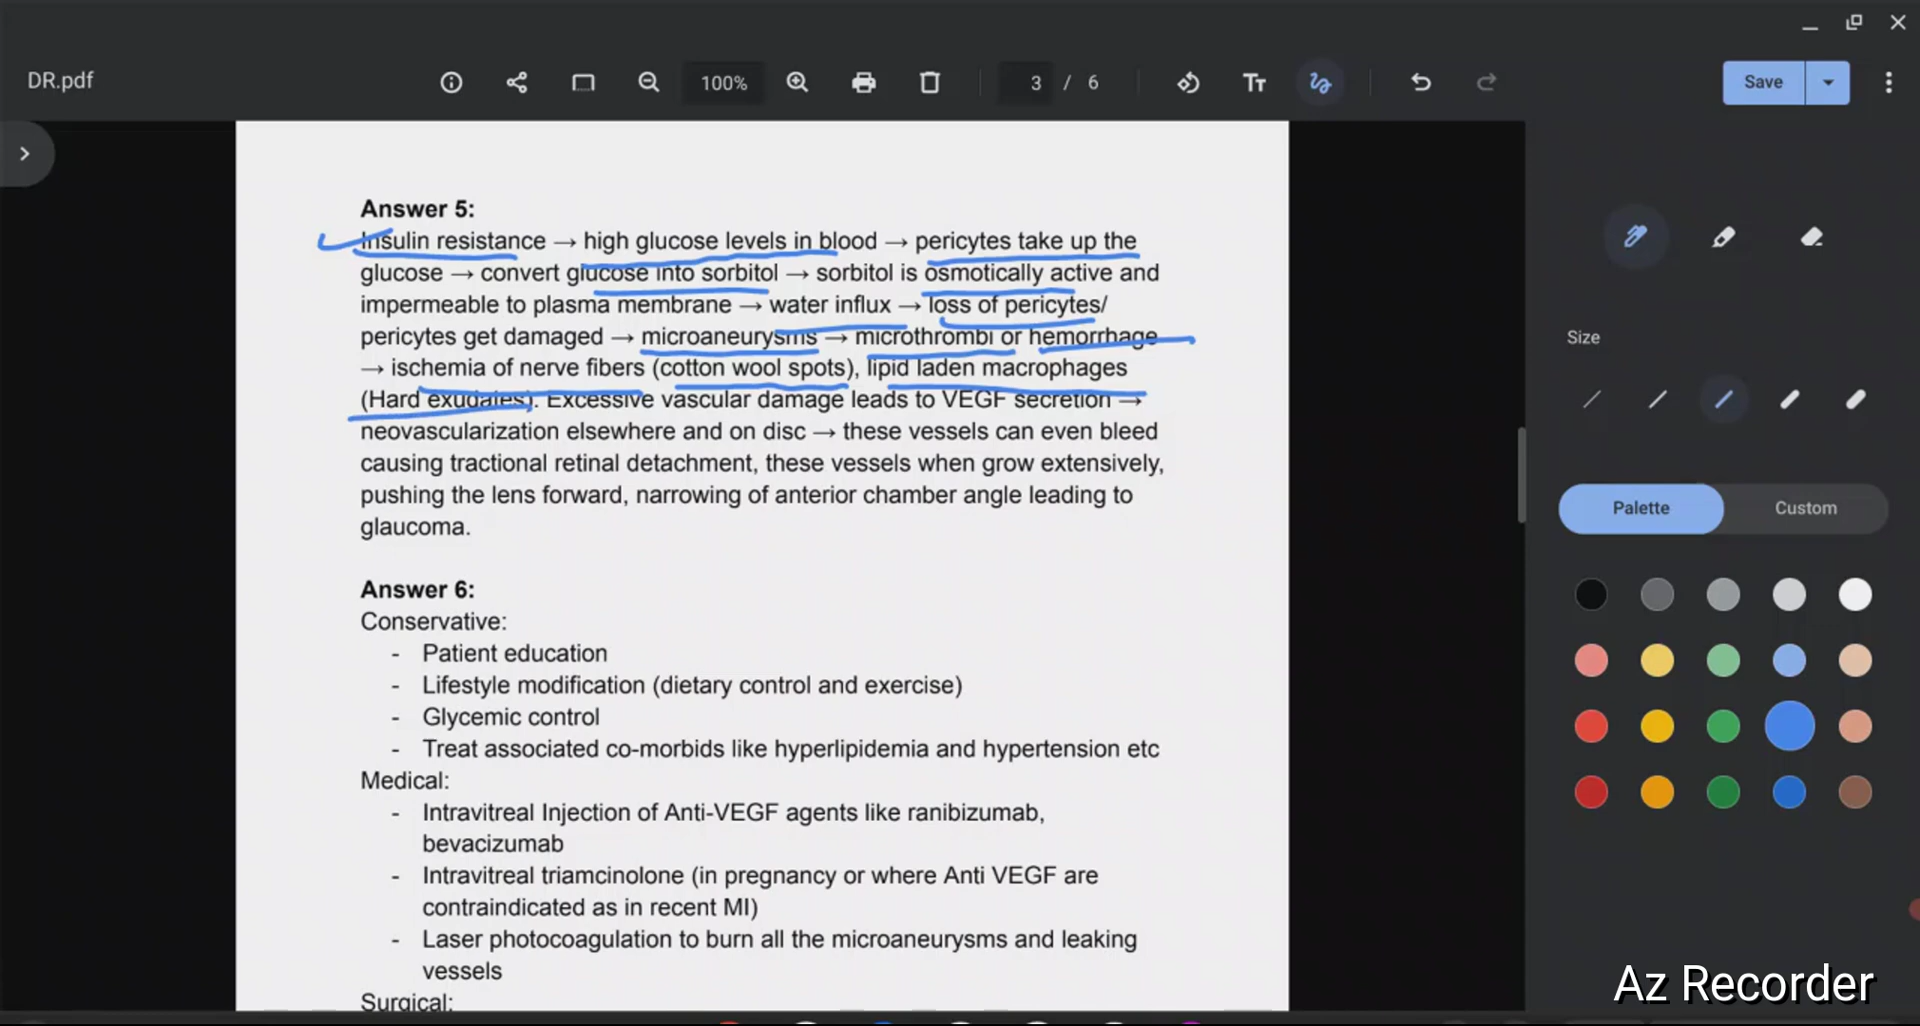 DR.pdf
100%
3 / 6
Tт
Save
Answer 5:
Insulin resistance → high glucose levels in blood → pericytes take up the
glucose → convert glucose into sorbitol → sorbitol is osmotically active and
impermeable to plasma membrane → water influx → loss of pericytes/
pericytes get damaged → microaneurysms → microthrombi or hemorrhage
→ ischemia of nerve fibers (cotton wool spots), lipid laden macrophages
(Hard exudates). Excessive vascular damage leads to VEGF secretion →
neovascularization elsewhere and on disc → these vessels can even bleed
causing tractional retinal detachment, these vessels when grow extensively,
pushing the lens forward, narrowing of anterior chamber angle leading to
glaucoma.
Answer 6:
Conservative:
- Patient education
- Lifestyle modification (dietary control and exercise)
- Glycemic control
- Treat associated co-morbids like hyperlipidemia and hypertension etc
Medical:
- Intravitreal Injection of Anti-VEGF agents like ranibizumab,
bevacizumab
- Intravitreal triamcinolone (in pregnancy or where Anti VEGF are
contraindicated as in recent MI)
- Laser photocoagulation to burn all the microaneurysms and leaking
vessels
Surgical:
Size
Palette Custom
Az Recorder